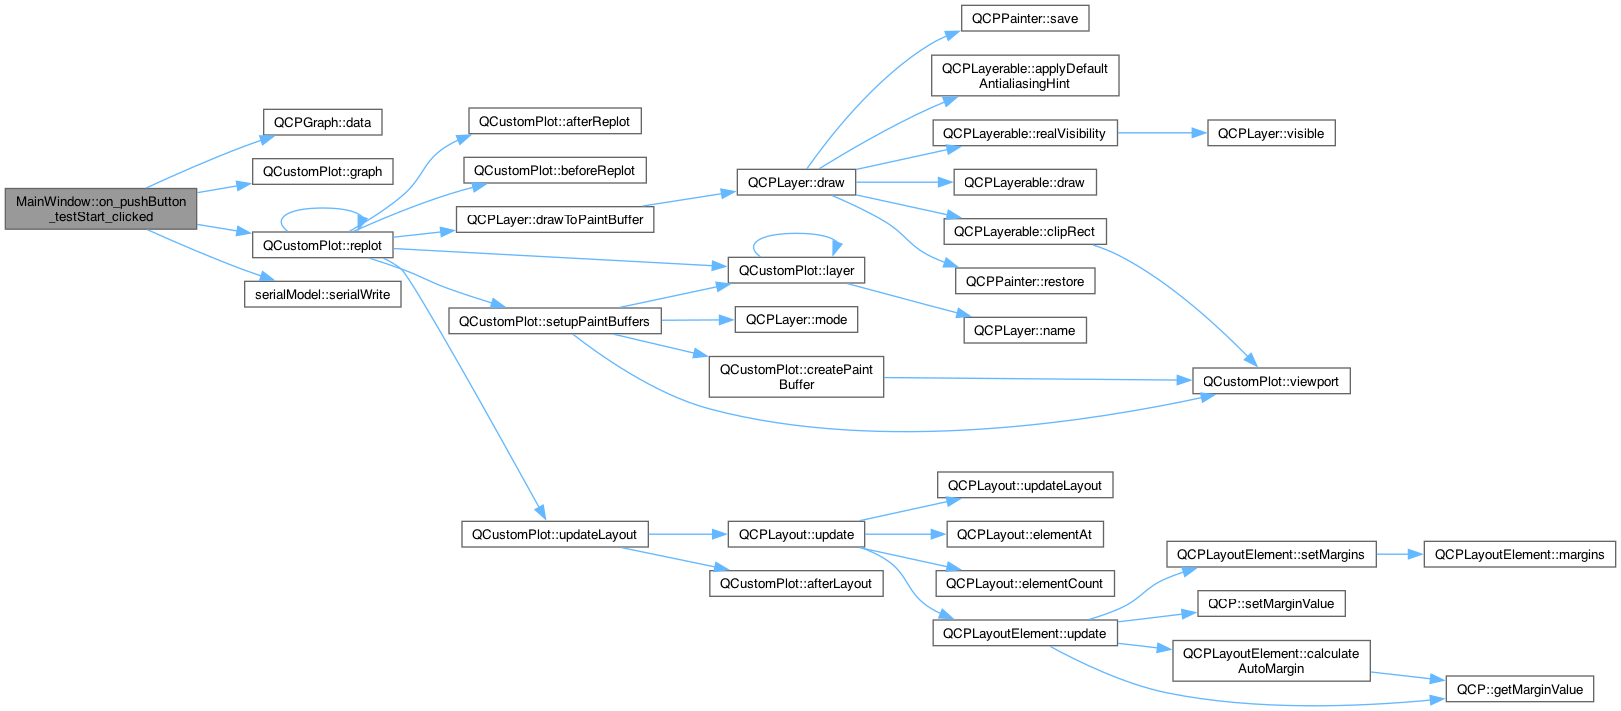 QCPPainter::save
QCPLayerable::applyDefault
AntialiasingHint
QCPGraph::data
QCustomPlot::afterReplot
QCPLayerable::realVisibility
QCPLayer::visible
QCustomPlot::graph
QCustomPlot::beforeReplot
MainWindow::on_pushButton
_testStart_clicked
QCPLayer::draw
QCPLayerable::draw
QCPLayer::drawToPaintBuffer
QCPLayerable::clipRect
QCustomPlot::replot
QCustomPlot::layer
QCPPainter::restore
serialModel::serialWrite
QCustomPlot::setupPaintBuffers
QCPLayer::mode
QCPLayer::name
QCustomPlot::createPaint
Buffer
QCustomPlot::viewport
QCPLayout::updateLayout
QCustomPlot::updateLayout
QCPLayout::update
QCPLayout::elementAt
QCPLayoutElement::setMargins
QCPLayoutElement::margins
QCustomPlot::afterLayout
QCPLayout::elementCount
QCP::setMarginValue
QCPLayoutElement::update
QCPLayoutElement::calculate
AutoMargin
QCP::getMarginValue